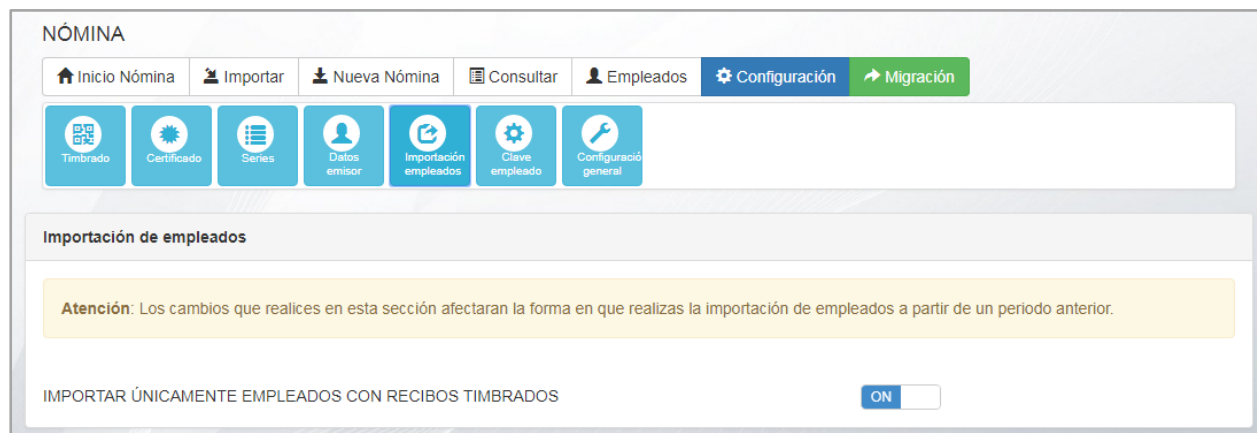 NÓMINA
Inicio Nómina Importar Nueva Nómina Consultar Empleados Configuración Migración
Timbrado Certificado Series Datos emisor Importación empleados Clave empleado Configuració general
Importación de empleados
Atención: Los cambios que realices en esta sección afectaran la forma en que realizas la importación de empleados a partir de un periodo anterior.
IMPORTAR ÚNICAMENTE EMPLEADOS CON RECIBOS TIMBRADOS ON